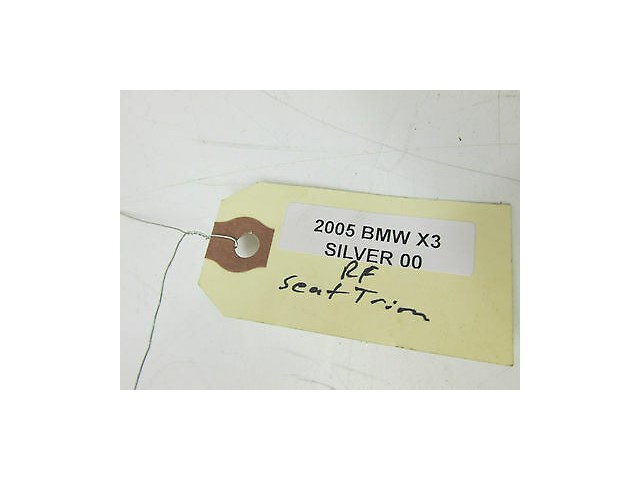 2005 BMW X3
SILVER 00
RF
Seat Trim